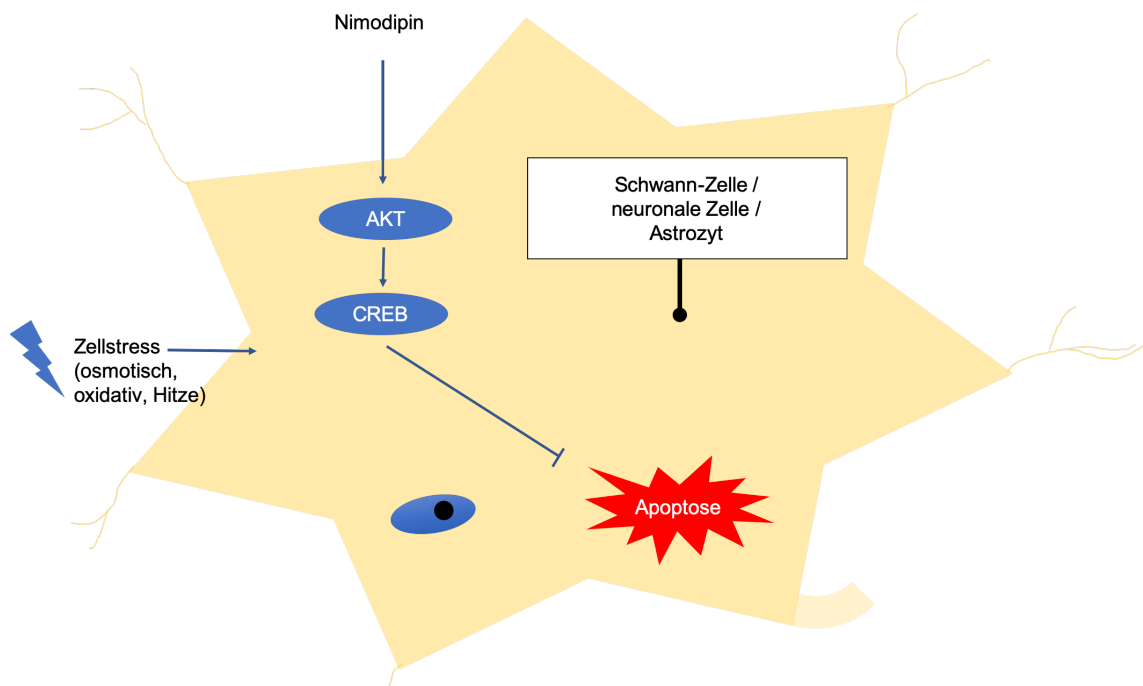 Nimodipin
AKT
CREB
Schwann-Zelle /
neuronale Zelle /
Astrozyt
Zellstress
(osmotisch,
oxidativ, Hitze)
Apoptose